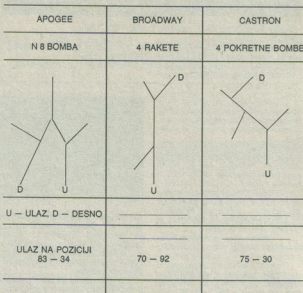 APOGEE BROADWAY CASTRON
N 8 BOMBA 4 RAKETE 4 POKRETNE BOMBE
D D D
U
D U U
U — ULAZ, D — DESNO
ULAZ NA POZICIJI
83 — 34 70 — 92 75 — 30